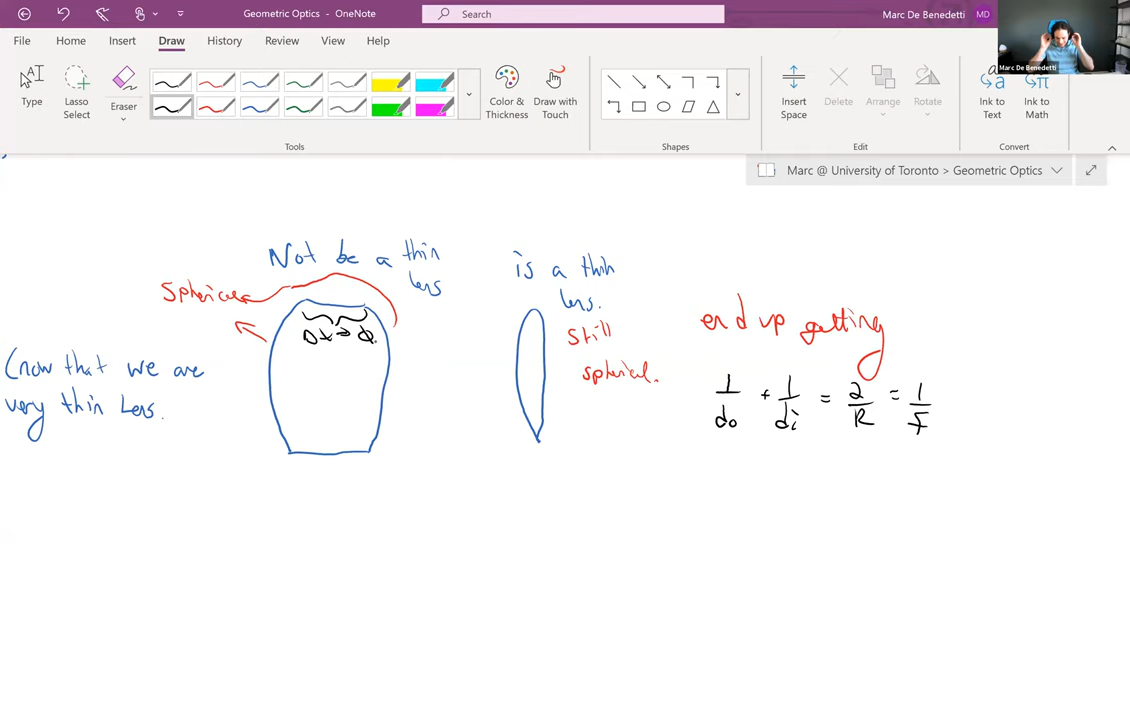 Geometric Optics - OneNote
Search
Marc De Benedetti
MD
Marc De Benedetti
File
Home
Insert
Draw
History
Review
View
Help
Type
Lasso
Select
Eraser
Color &
Thickness
Draw with
Touch
Insert
Space
Delete
Arrange
Rotate
Ink to
Text
Ink to
Math
Tools
Shapes
Edit
Convert
Marc @ University of Toronto > Geometric Optics
Not be a thin
lens
Spherical
(now that we are
very thin Lens.
is a thin
lens.
Still
spherical.
end up getting
1/do + 1/di = 2/R = 1/f